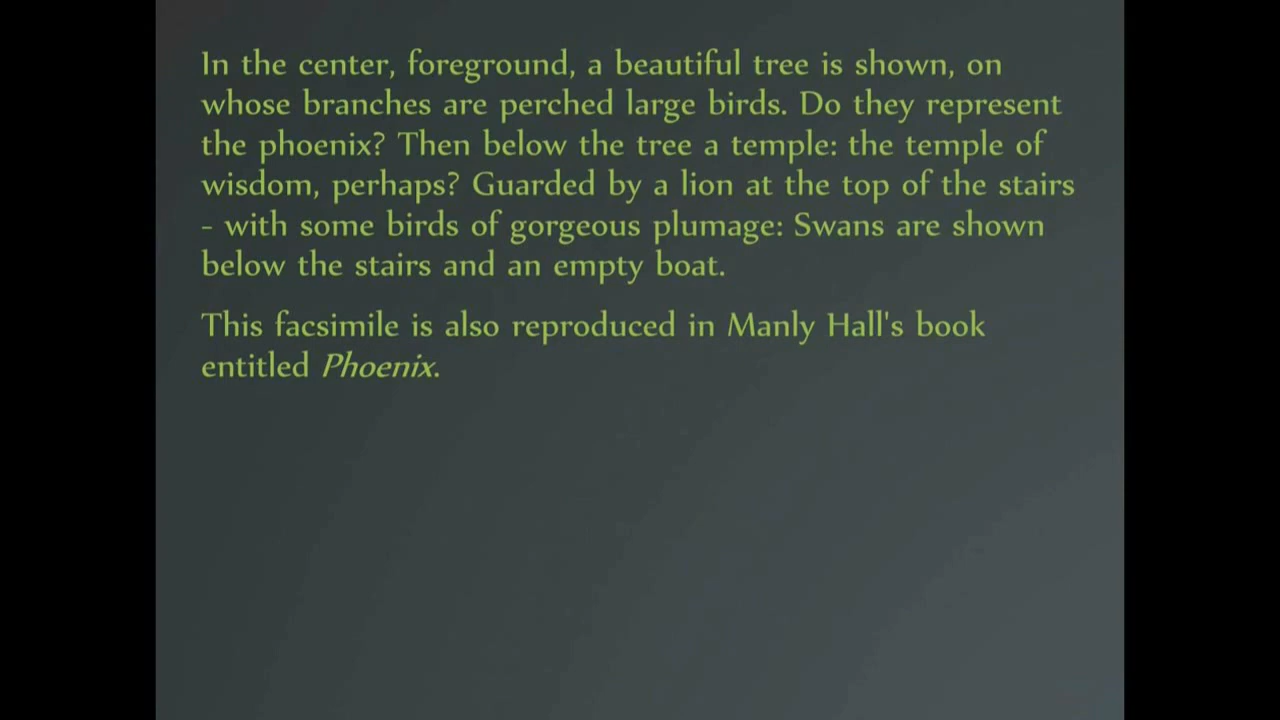 In the center, foreground, a beautiful tree is shown, on
whose branches are perched large birds. Do they represent
the phoenix? Then below the tree a temple: the temple of
wisdom, perhaps? Guarded by a lion at the top of the stairs
- with some birds of gorgeous plumage: Swans are shown
below the stairs and an empty boat.
This facsimile is also reproduced in Manly Hall's book
entitled Phoenix.